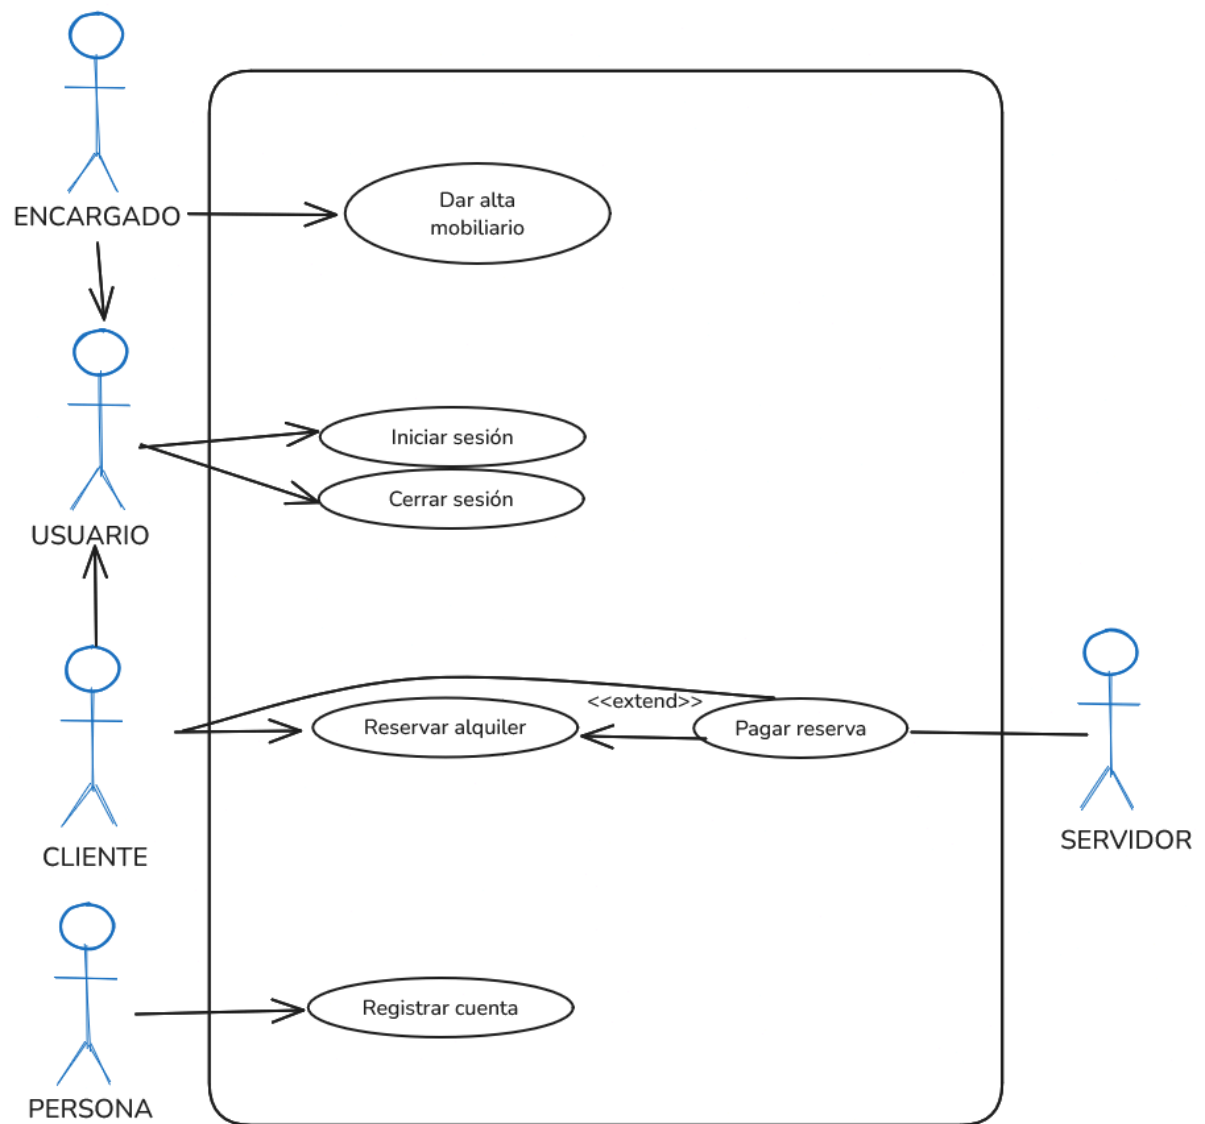 ENCARGADO
Dar alta
mobiliario
Iniciar sesión
Cerrar sesión
USUARIO
<<extend>>
Reservar alquiler
Pagar reserva
SERVIDOR
CLIENTE
Registrar cuenta
PERSONA